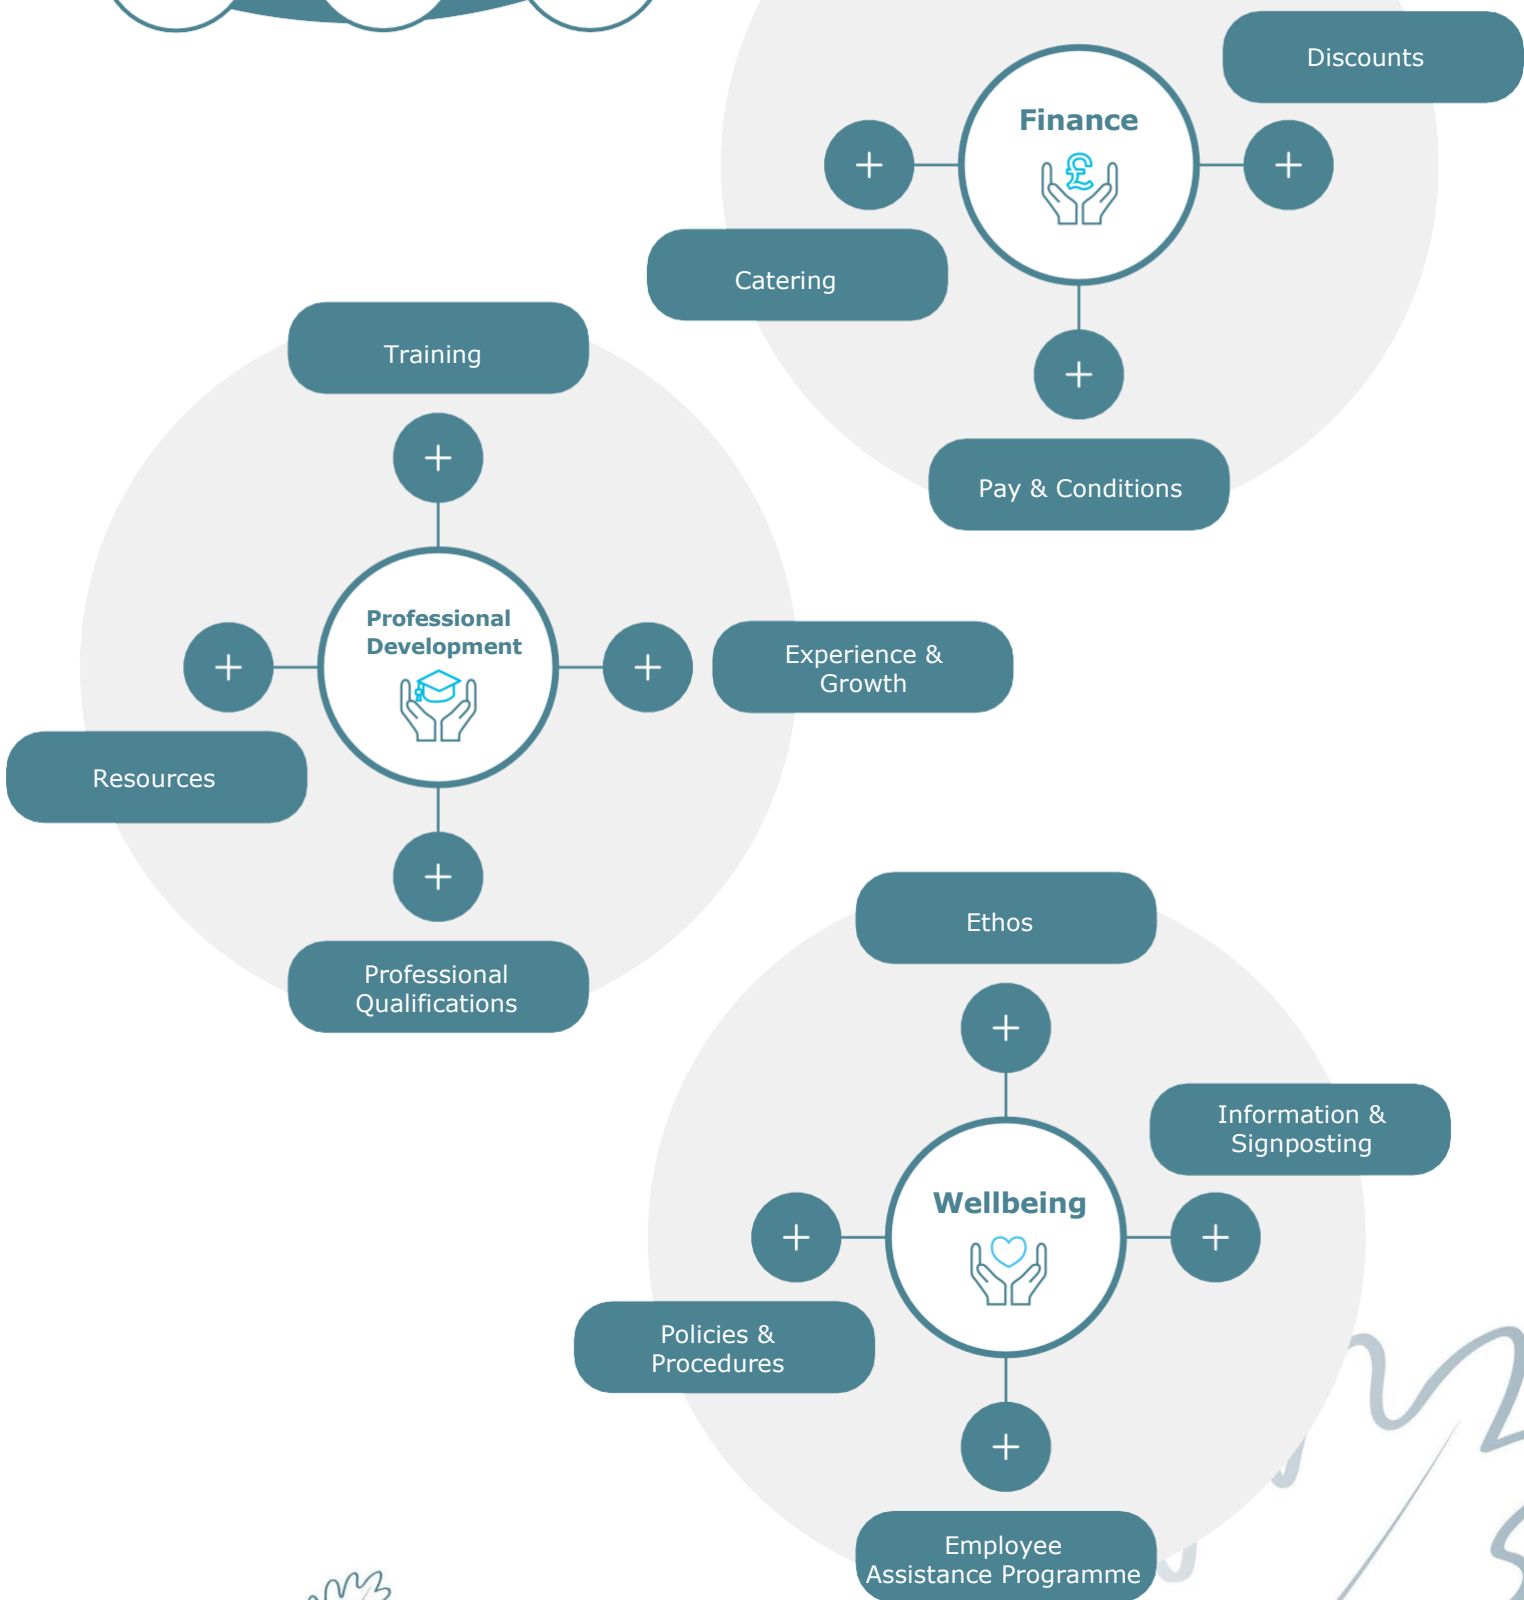 Discounts
Finance
Catering
Pay & Conditions
Training
Professional
Development
Experience &
Growth
Resources
Professional
Qualifications
Ethos
Information &
Signposting
Wellbeing
Policies &
Procedures
Employee
Assistance Programme